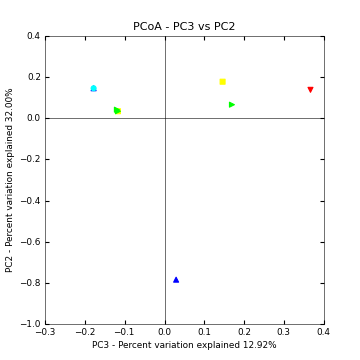 PCoA - PC3 vs PC2
PC2 - Percent variation explained 32.00%
0.4
0.2
0.0
−0.2
−0.4
−0.6
−0.8
−1.0
−0.3 −0.2 −0.1 0.0 0.1 0.2 0.3 0.4
PC3 - Percent variation explained 12.92%